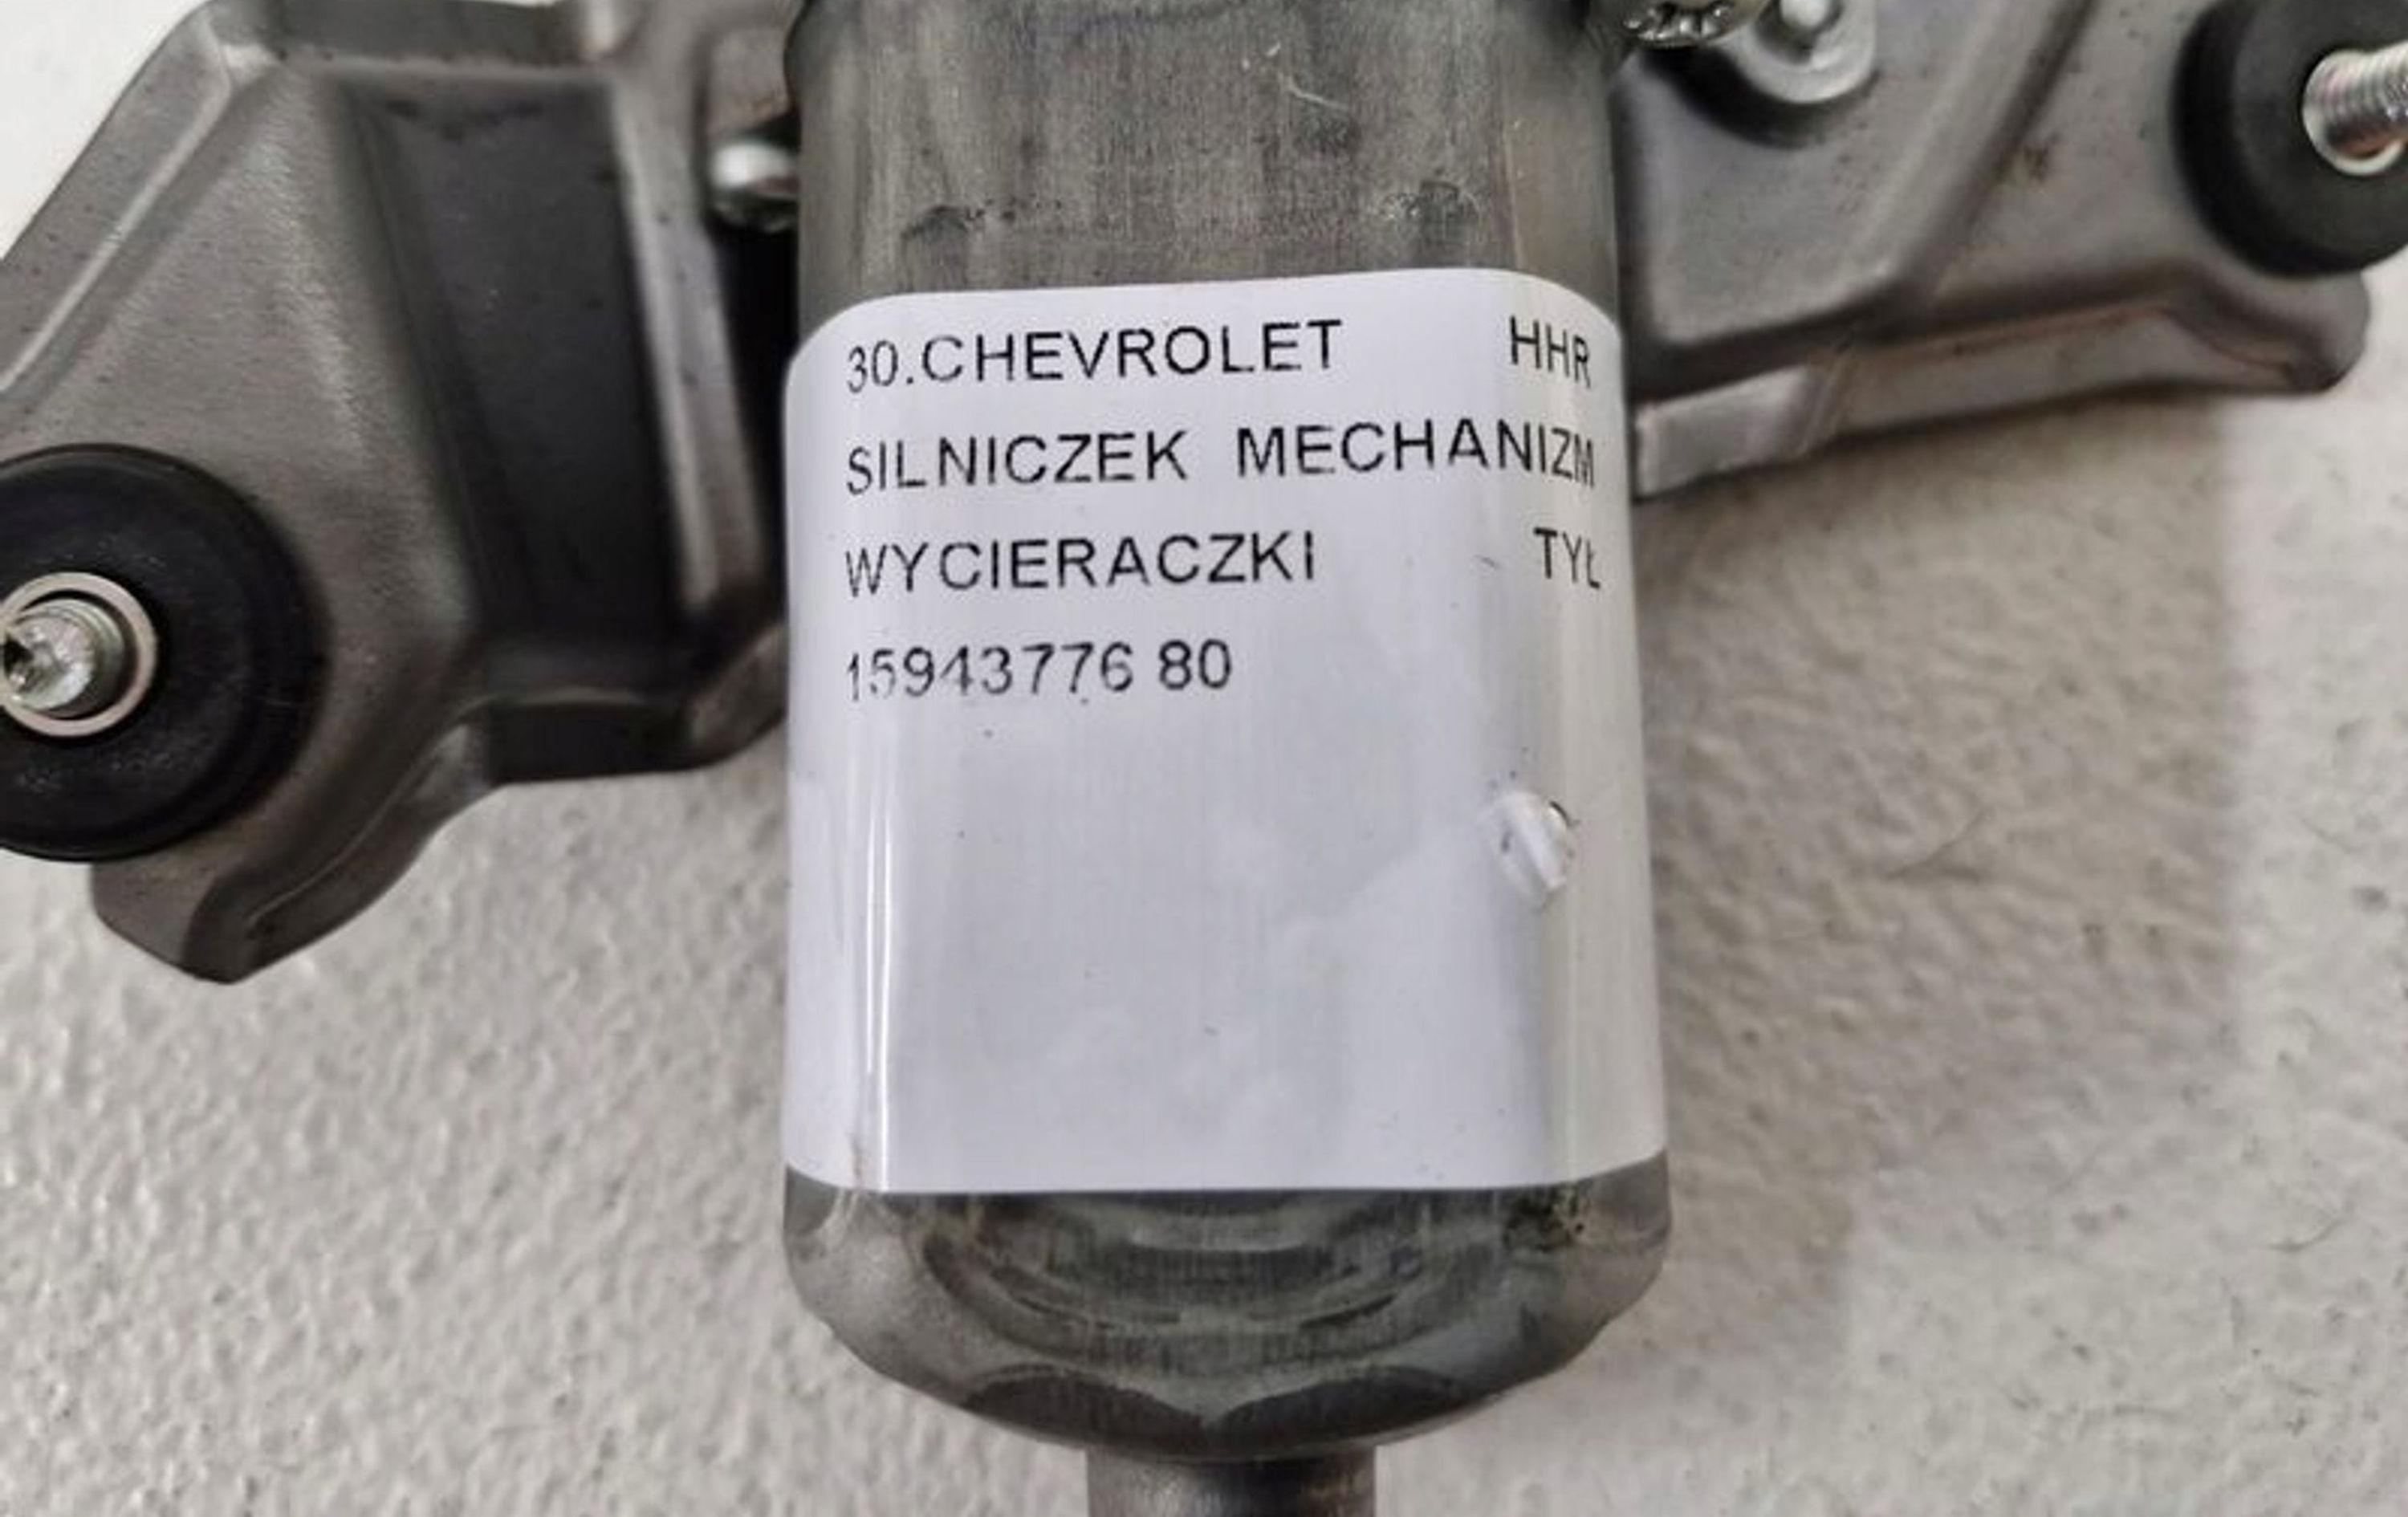 30.CHEVROLET HHR
SILNICZEK MECHANIZM
WYCIERACZKI TYŁ
15943776 80